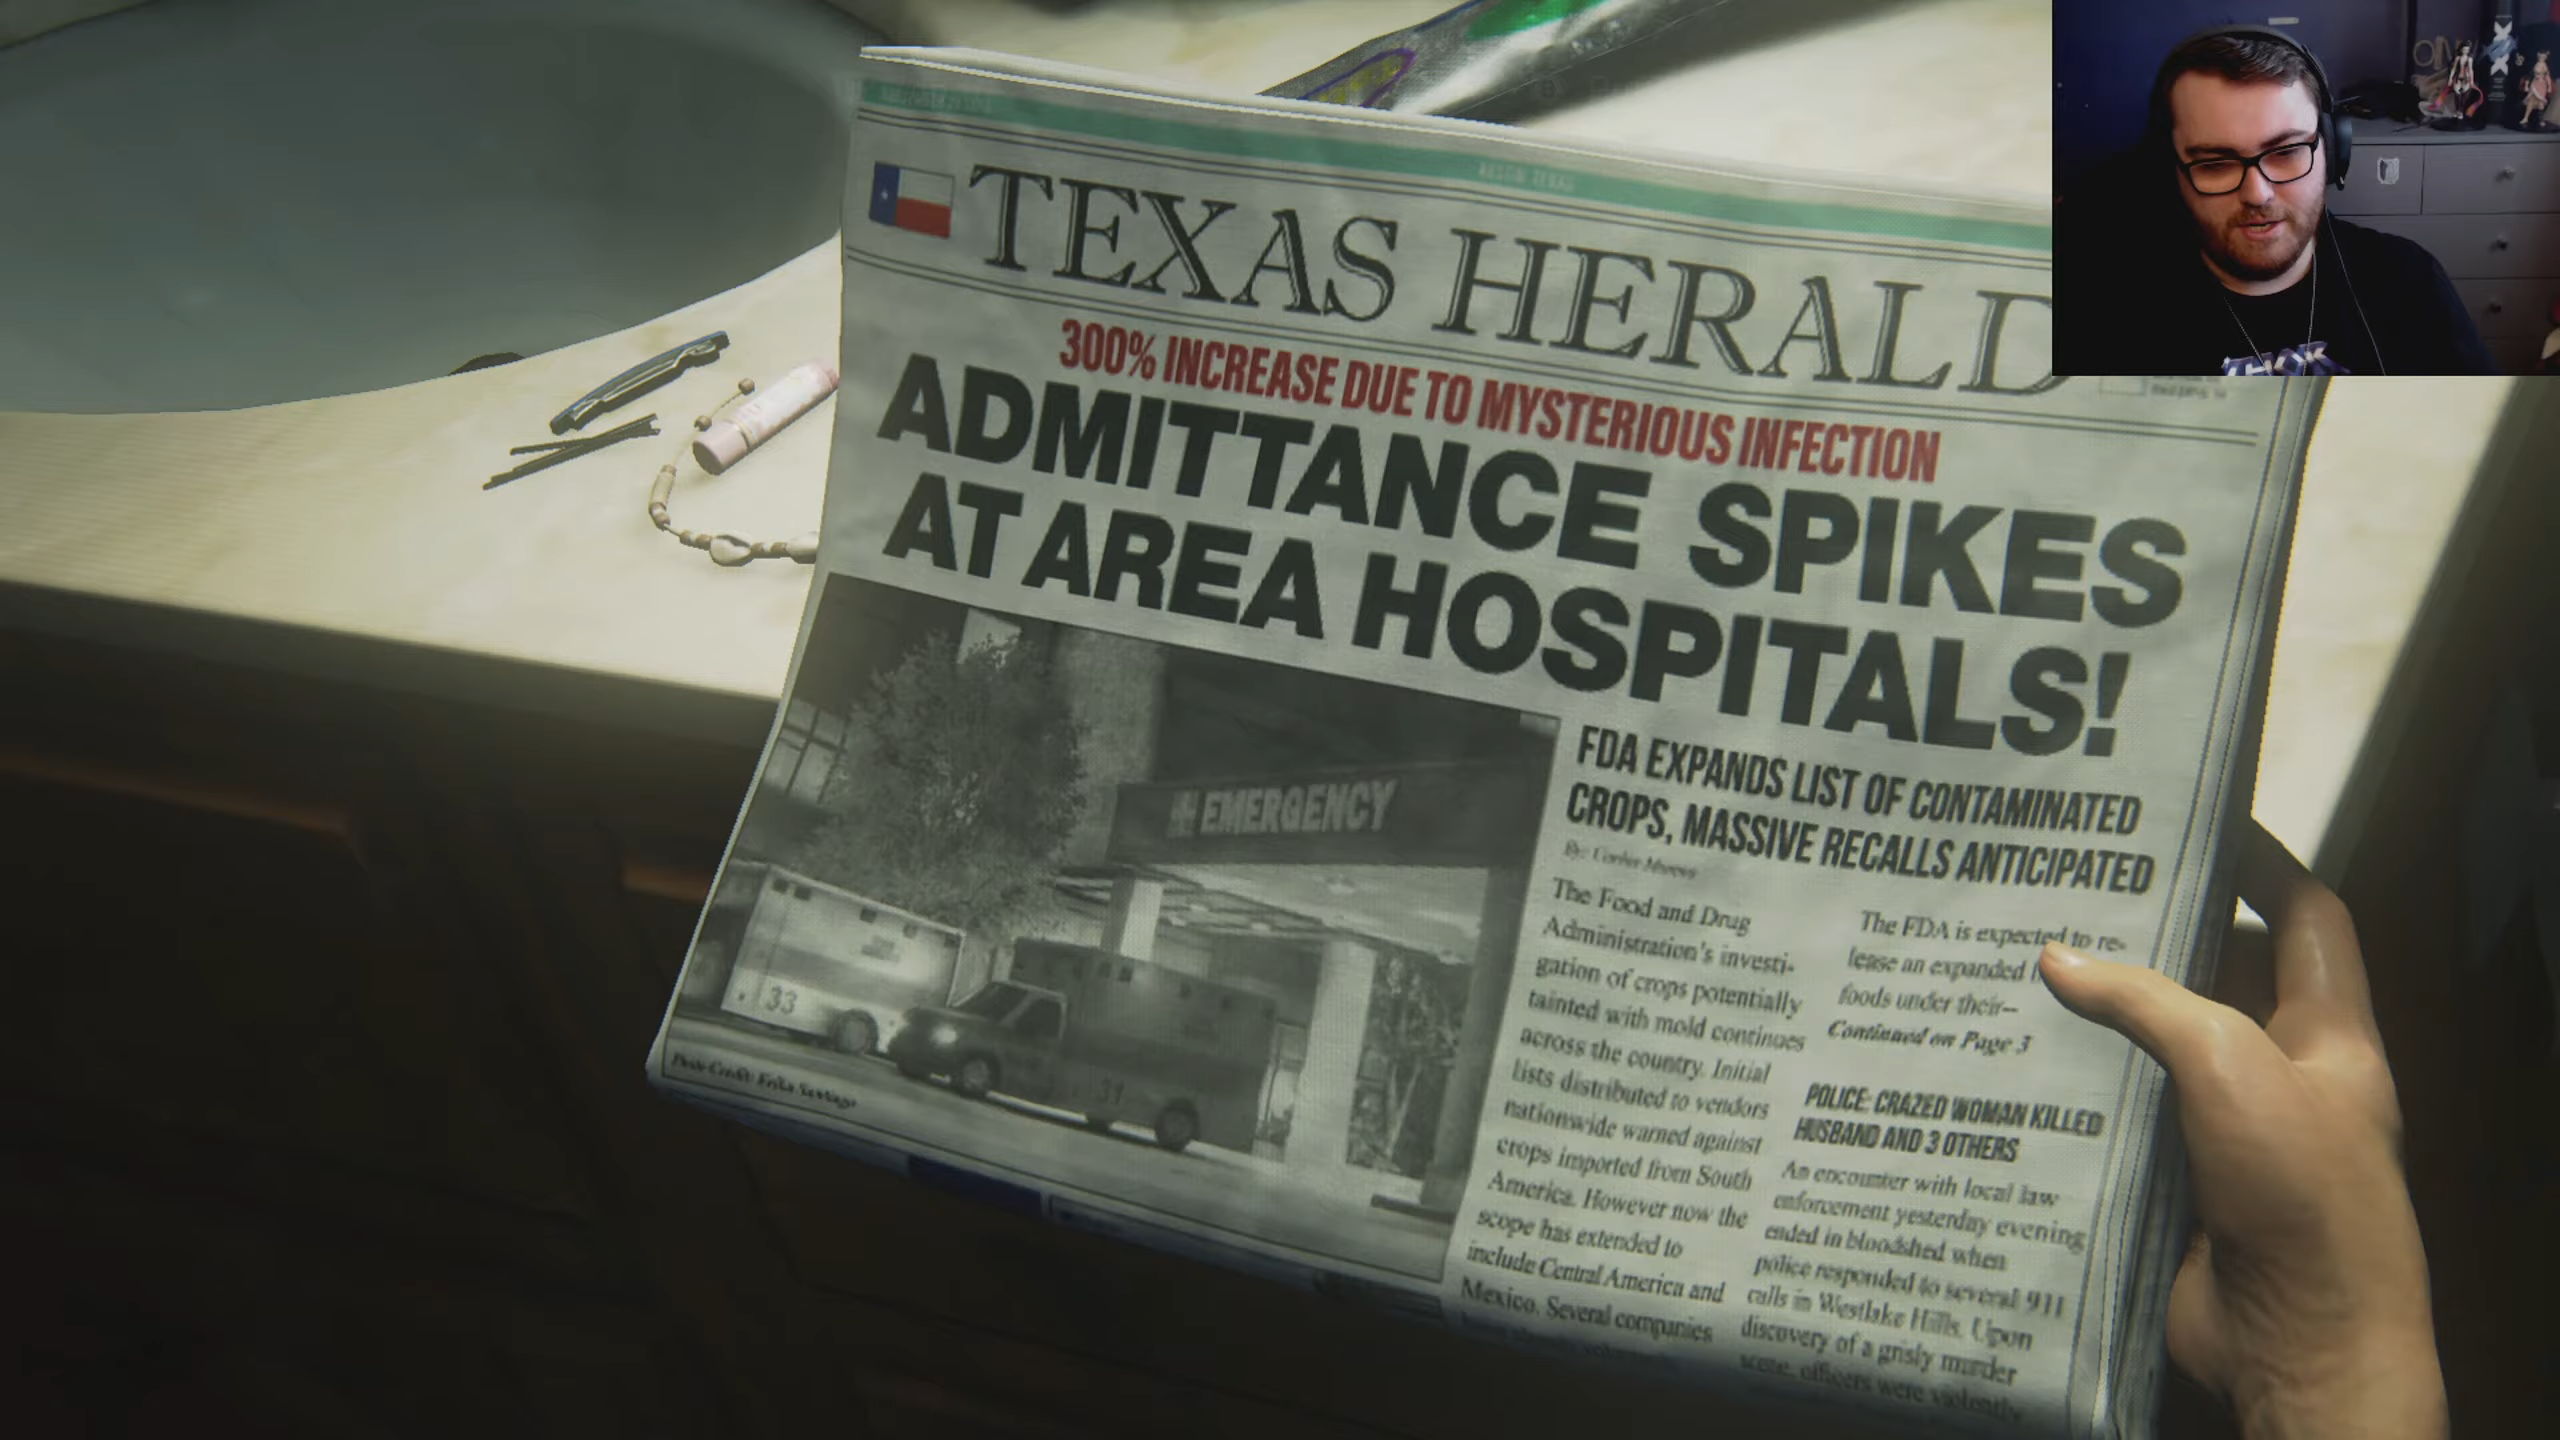 TEXAS HERALD
300% INCREASE DUE TO MYSTERIOUS INFECTION
ADMITTANCE SPIKES
AT AREA HOSPITALS!
EMERGENCY
33
31
FDA EXPANDS LIST OF CONTAMINATED
CROPS, MASSIVE RECALLS ANTICIPATED
By:
The Food and Drug
Administration's investi-
gation of crops potentially
tainted with mold continues
across the country. Initial
lists distributed to vendors
nationwide warned against
crops imported from South
America. However now the
scope has extended to
include Central America and
Mexico. Several companies
The FDA is expected to re-
lease an expanded
foods under their--
Continued on Page 3
POLICE: CRAZED WOMAN KILLED
HUSBAND AND 3 OTHERS
An encounter with local law
enforcement yesterday evening
ended in bloodshed when
police responded to several 911
calls in Westlake Hills. Upon
discovery of a grisly murder
scene, officers were violently